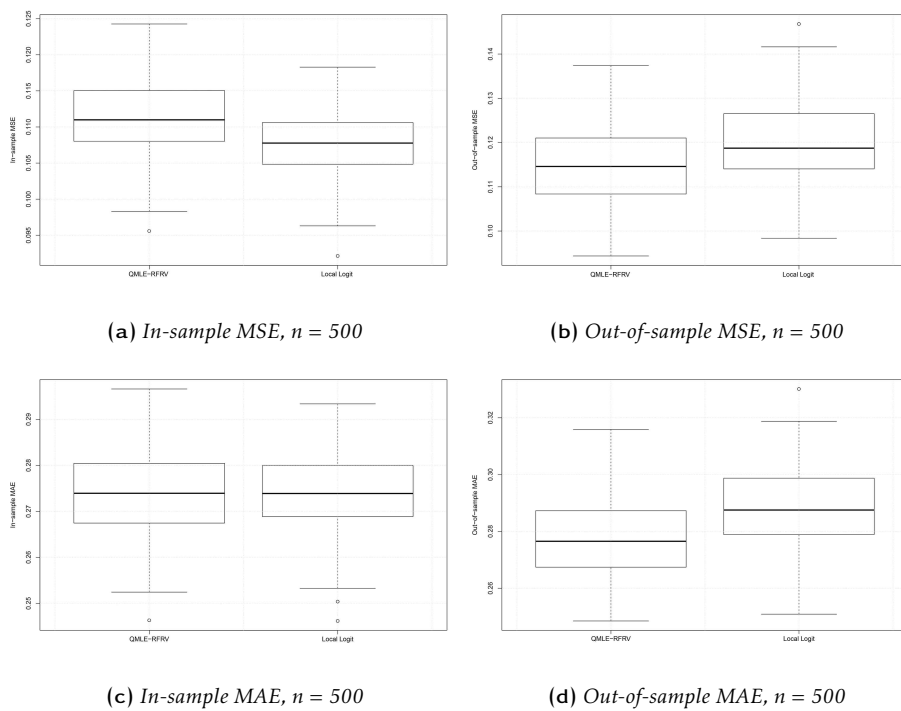 0.125
0.120
0.115
0.110
0.105
0.100
0.095
In−sample MSE
QMLE−RFRV Local Logit
0.14
0.13
0.12
0.11
0.10
Out−of−sample MSE
QMLE−RFRV Local Logit
(a) In-sample MSE, n = 500
(b) Out-of-sample MSE, n = 500
0.29
0.28
0.27
0.26
0.25
In−sample MAE
QMLE−RFRV Local Logit
0.32
0.30
0.28
0.26
Out−of−sample MAE
QMLE−RFRV Local Logit
(c) In-sample MAE, n = 500
(d) Out-of-sample MAE, n = 500